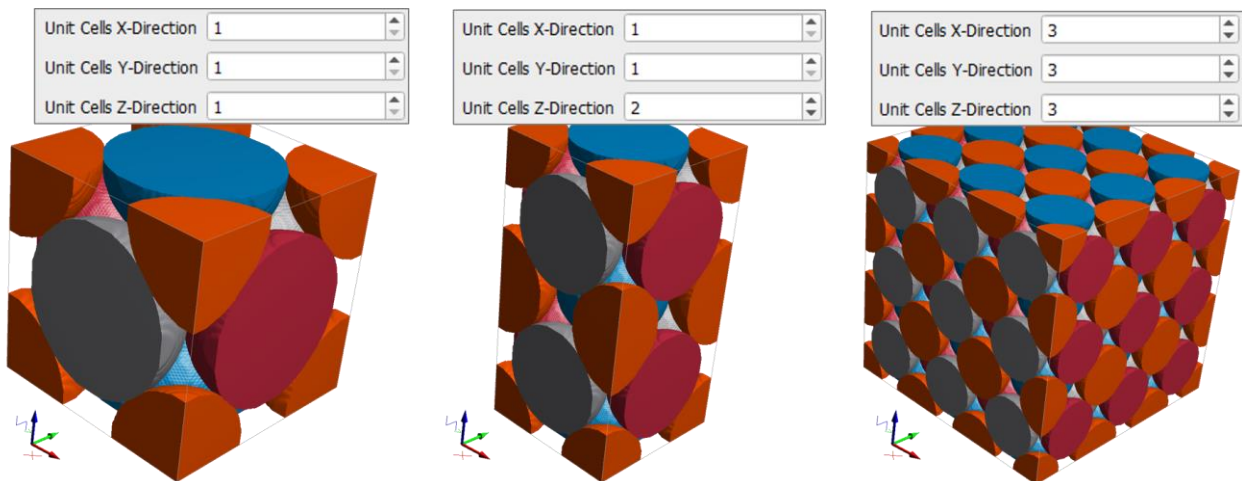 Unit Cells X-Direction 1
Unit Cells Y-Direction 1
Unit Cells Z-Direction 1
Unit Cells X-Direction 1
Unit Cells Y-Direction 1
Unit Cells Z-Direction 2
Unit Cells X-Direction 3
Unit Cells Y-Direction 3
Unit Cells Z-Direction 3
X
X
X